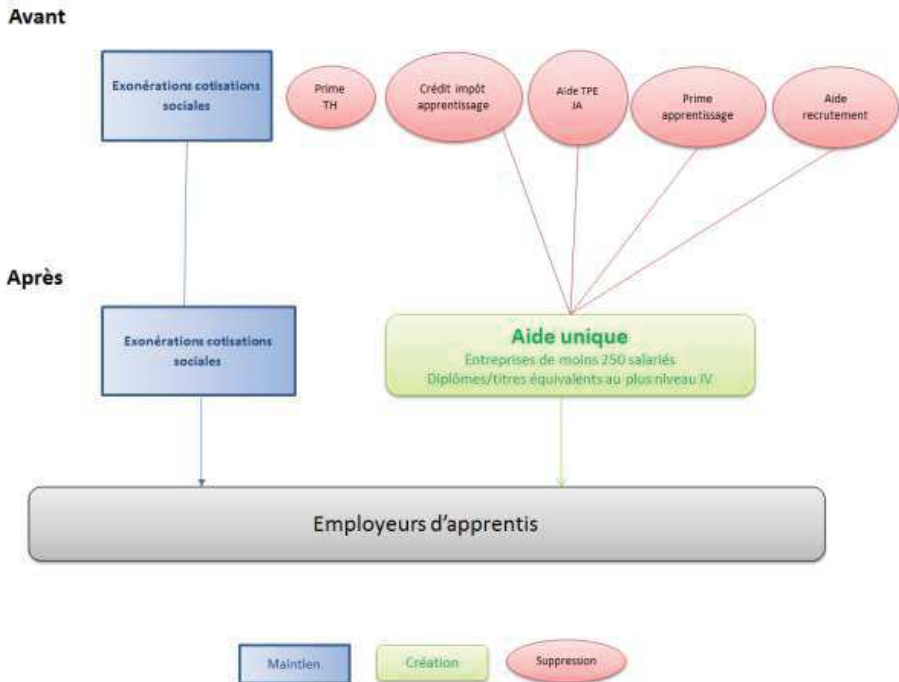 Avant
Exonérations cotisations
sociales
Prime
TH
Crédit impôt
apprentissage
Aide TPE
JA
Prime
apprentissage
Aide
recrutement
Après
Exonérations cotisations
sociales
Aide unique
Entreprises de moins 250 salariés
Diplômes/titres équivalents au plus niveau IV
Employeurs d'apprentis
Maintien
Création
Suppression